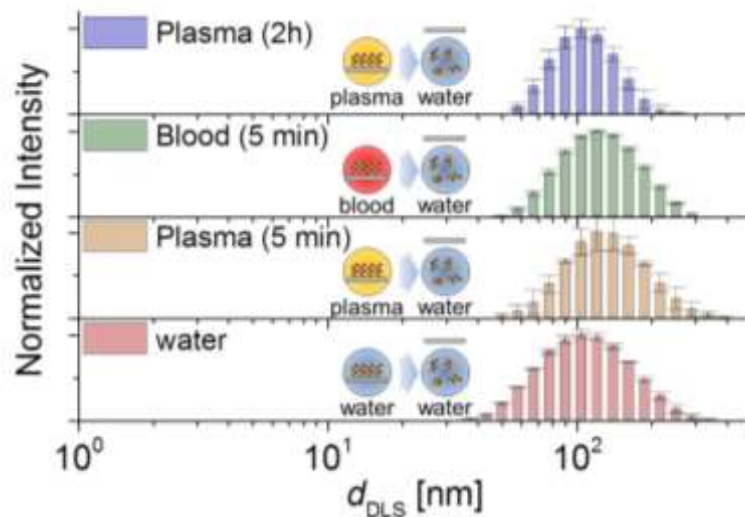 Normalized Intensity
Plasma (2h)
plasma water
Blood (5 min)
blood water
Plasma (5 min)
plasma water
water
water water
10⁰ 10¹ 10²
d_DLS [nm]